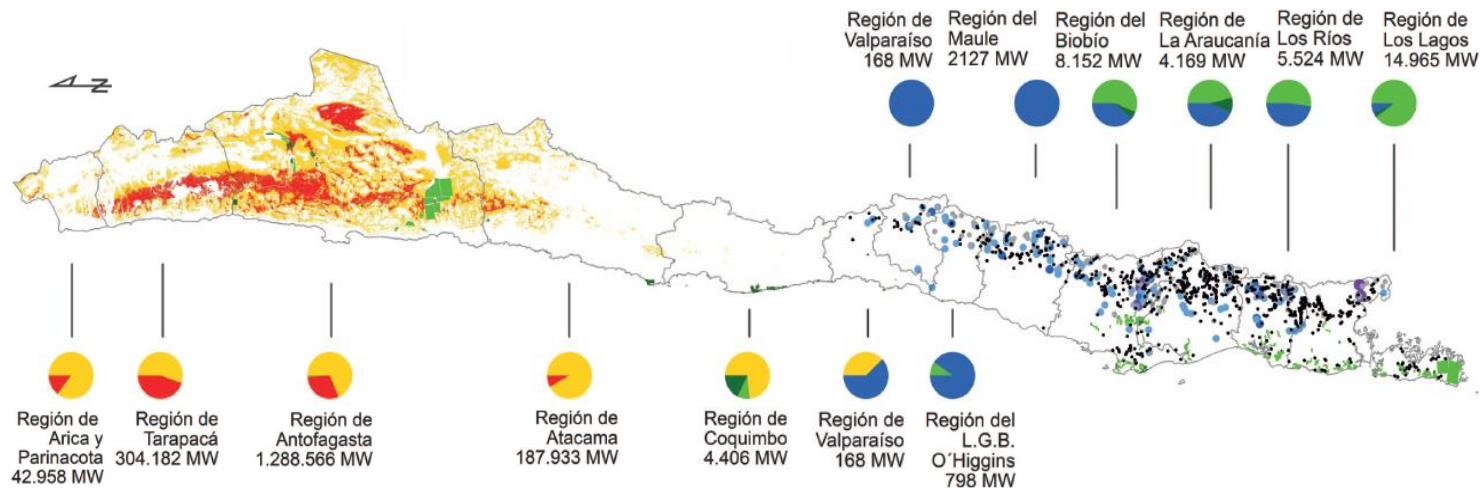 Región de
Valparaíso
168 MW
Región del
Maule
2127 MW
Región del
Biobío
8.152 MW
Región de
La Araucanía
4.169 MW
Región de
Los Ríos
5.524 MW
Región de
Los Lagos
14.965 MW
N
Región de
Arica y
Parinacota
42.958 MW
Región de
Tarapacá
304.182 MW
Región de
Antofagasta
1.288.566 MW
Región de
Atacama
187.933 MW
Región de
Coquimbo
4.406 MW
Región de
Valparaíso
168 MW
Región del
L.G.B.
O´Higgins
798 MW